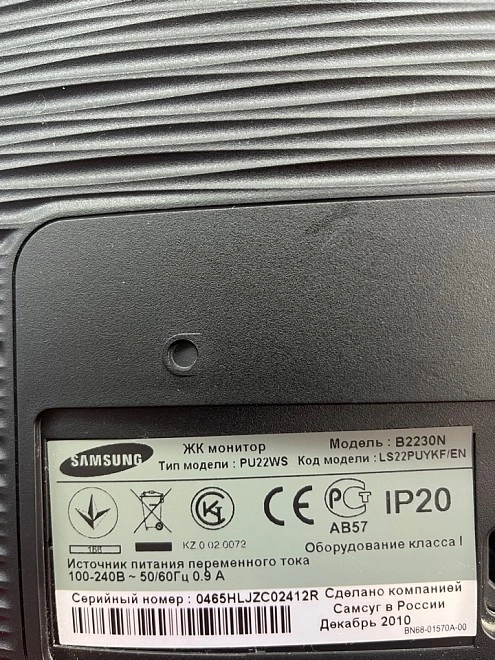 SAMSUNG
ЖК монитор
Модель : B2230N
Тип модели : PU22WS
Код модели : LS22PUYKF/EN
IP20
АВ57
KZ.0.02.0072
Оборудование класса I
Источник питания переменного тока
100-240В ~ 50/60Гц 0.9 А
Серийный номер : 0465HLJZC02412R
Сделано компанией
Самсуг в России
Декабрь 2010
BN68-01570A-00